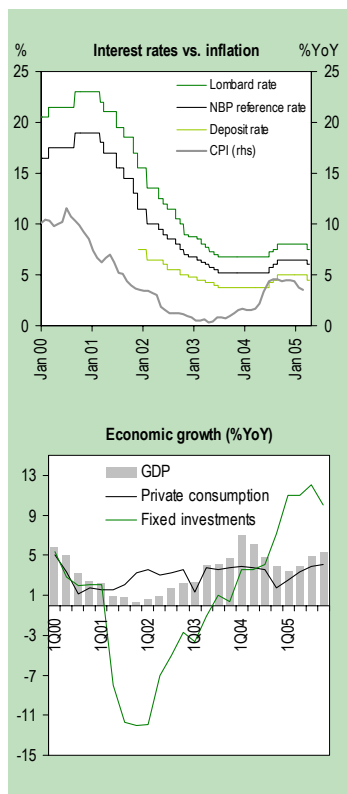 Interest rates vs. inflation
% %YoY
Lombard rate
NBP reference rate
Deposit rate
CPI (rhs)
25 25
20 20
15 15
10 10
5 5
0 0
Jan 00 Jan 01 Jan 02 Jan 03 Jan 04 Jan 05
Economic growth (%YoY)
GDP
Private consumption
Fixed investments
13
9
5
1
-3
-7
-11
-15
1Q00 1Q01 1Q02 1Q03 1Q04 1Q05